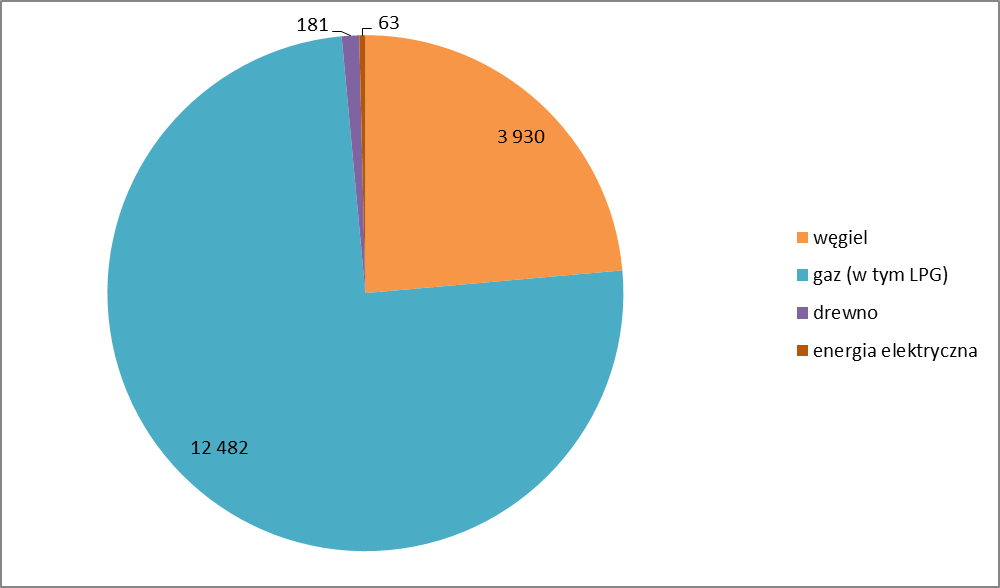 181
63
3 930
12 482
węgiel
gaz (w tym LPG)
drewno
energia elektryczna